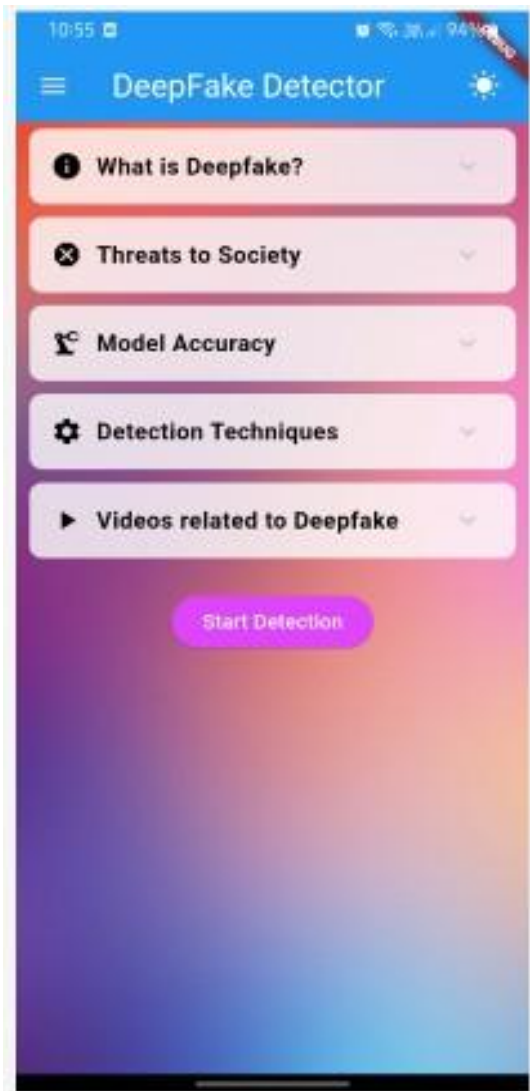 10:55
DeepFake Detector
What is Deepfake?
Threats to Society
Model Accuracy
Detection Techniques
Videos related to Deepfake
Start Detection